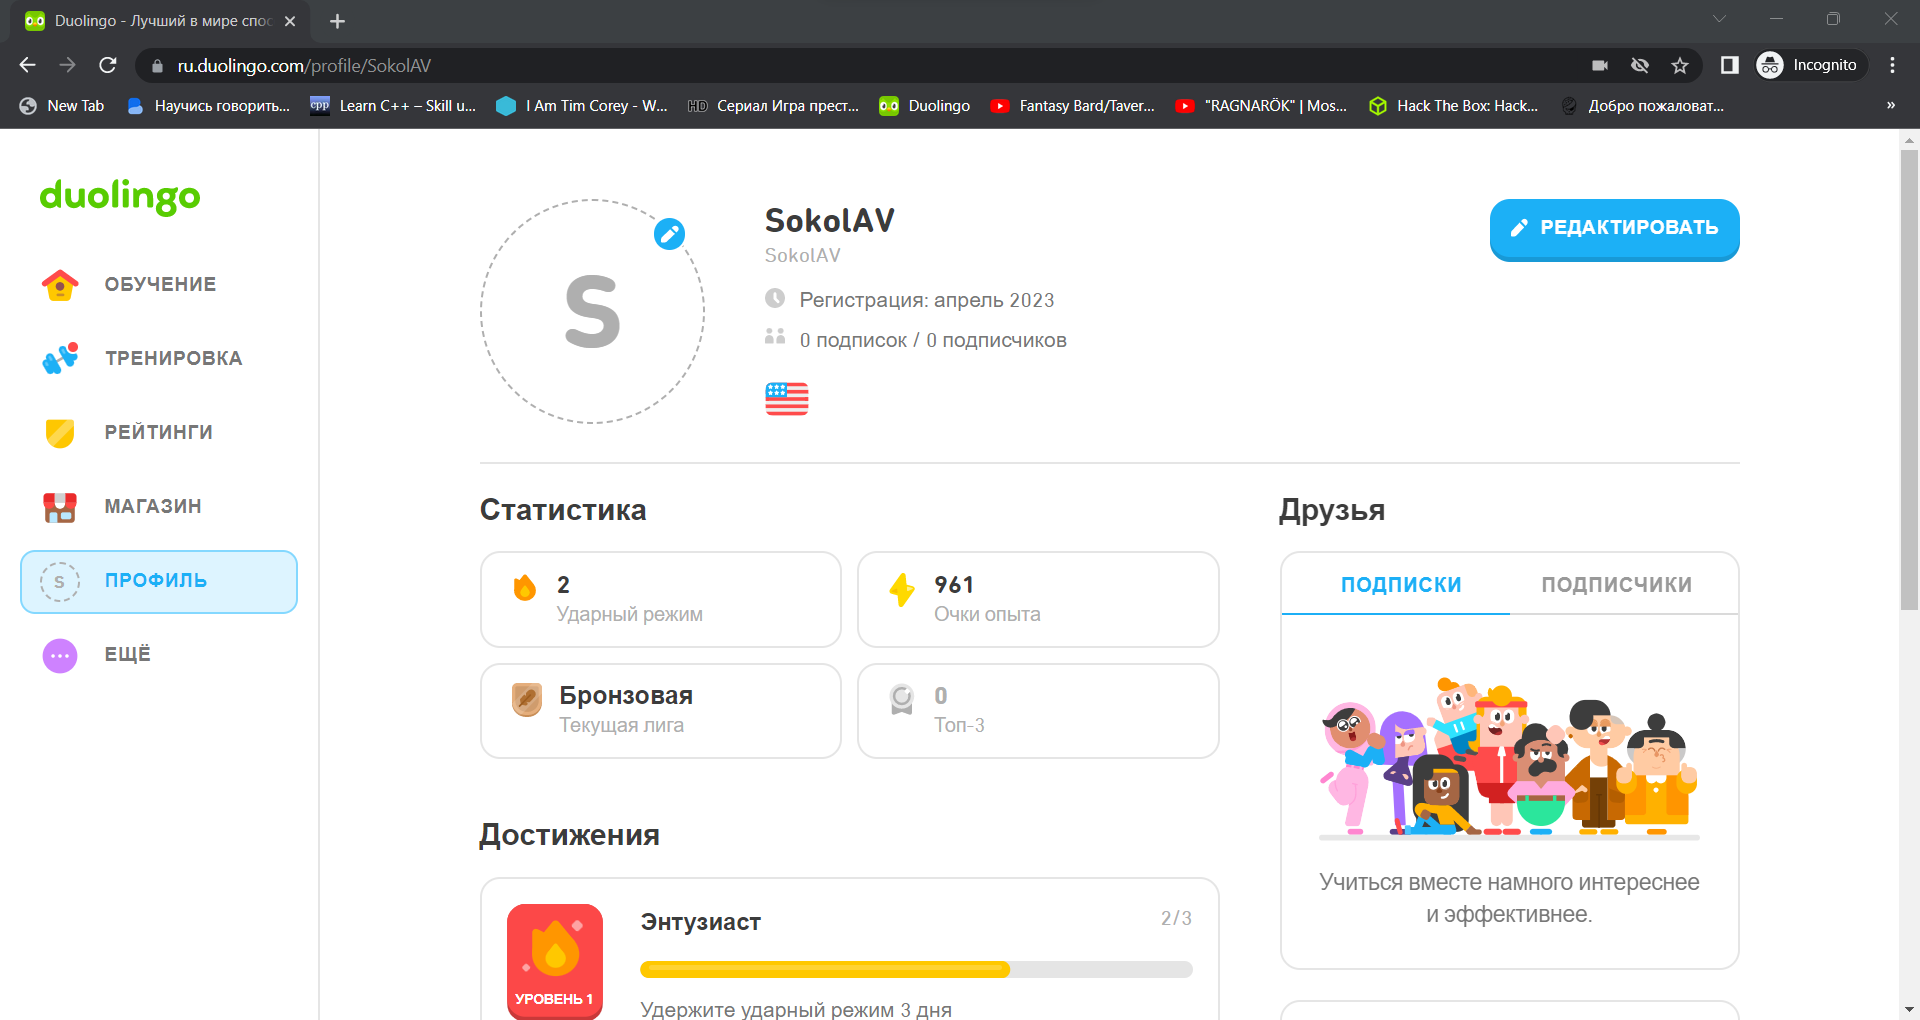 Duolingo - Лучший в мире спос
ru.duolingo.com/profile/SokolAV
Incognito
New Tab
Научись говорить...
cpp
Learn C++ – Skill u...
I Am Tim Corey - W...
HD
Сериал Игра прест...
Duolingo
Fantasy Bard/Taver...
"RAGNARÖK" | Mos...
Hack The Box: Hack...
Добро пожаловат...
»
duolingo
ОБУЧЕНИЕ
ТРЕНИРОВКА
РЕЙТИНГИ
МАГАЗИН
S
ПРОФИЛЬ
ЕЩЁ
S
SokolAV
SokolAV
Регистрация: апрель 2023
0 подписок / 0 подписчиков
РЕДАКТИРОВАТЬ
Статистика
2
Ударный режим
961
Очки опыта
Бронзовая
Текущая лига
0
Топ-3
Достижения
УРОВЕНЬ 1
Энтузиаст
2/3
Удержите ударный режим 3 дня
Друзья
ПОДПИСКИ
ПОДПИСЧИКИ
Учиться вместе намного интереснее
и эффективнее.